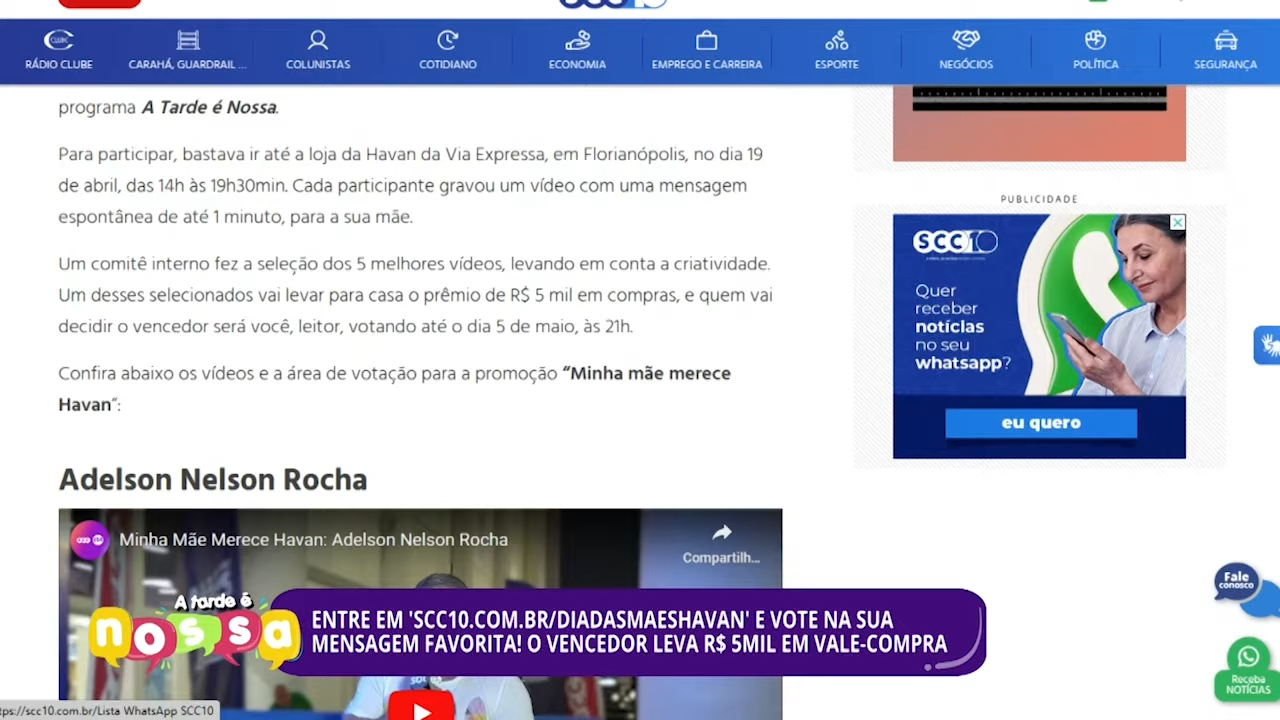 SCC10
RÁDIO CLUBE
CARAHÁ, GUARDRAIL ...
COLUNISTAS
COTIDIANO
ECONOMIA
EMPREGO E CARREIRA
ESPORTE
NEGÓCIOS
POLÍTICA
SEGURANÇA
programa A Tarde é Nossa.
Para participar, bastava ir até a loja da Havan da Via Expressa, em Florianópolis, no dia 19
de abril, das 14h às 19h30min. Cada participante gravou um vídeo com uma mensagem
espontânea de até 1 minuto, para a sua mãe.
Um comitê interno fez a seleção dos 5 melhores vídeos, levando em conta a criatividade.
Um desses selecionados vai levar para casa o prêmio de R$ 5 mil em compras, e quem vai
decidir o vencedor será você, leitor, votando até o dia 5 de maio, às 21h.
Confira abaixo os vídeos e a área de votação para a promoção “Minha mãe merece
Havan“:
Adelson Nelson Rocha
Minha Mãe Merece Havan: Adelson Nelson Rocha
Compartilh...
PUBLICIDADE
SCC10
Quer
receber
notícias
no seu
whatsapp?
eu quero
Fale
conosco
Receba
NOTÍCIAS
A tarde é
nossa
ENTRE EM 'SCC10.COM.BR/DIADASMAESHAVAN' E VOTE NA SUA
MENSAGEM FAVORITA! O VENCEDOR LEVA R$ 5MIL EM VALE-COMPRA
tps://scc10.com.br/Lista WhatsApp SCC10